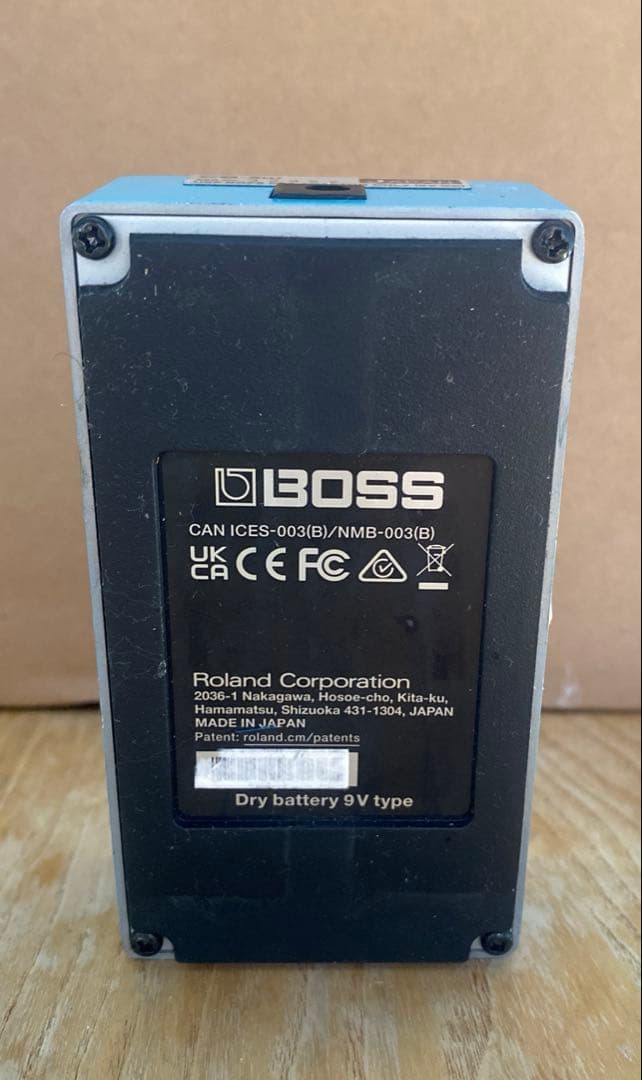 BOSS
CAN ICES-003(B)/NMB-003(B)
UK
CA CE FC
Roland Corporation
2036-1 Nakagawa, Hosoe-cho, Kita-ku,
Hamamatsu, Shizuoka 431-1304, JAPAN
MADE IN JAPAN
Patent: roland.cm/patents
Dry battery 9V type